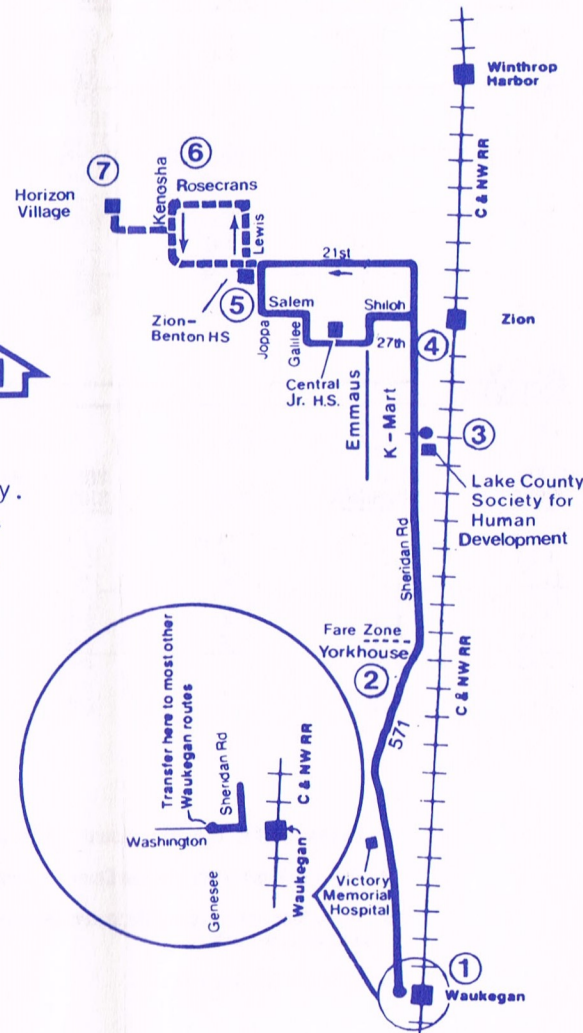 Winthrop
Harbor
C & NW RR
⑥
⑦
Kenosha
Rosecrans
Horizon
Village
Lewis
21st
⑤
Salem
Shiloh
Zion–
Benton HS
Joppa
Galilee
27th
④
Zion
Central
Jr. H.S.
Emmaus
K-Mart
③
y.
Lake County
Society for
Human
Development
Sheridan Rd
Fare Zone
Yorkhouse
②
C & NW RR
571
Transfer here to most other
Waukegan routes
Sheridan Rd
C & NW RR
Washington
Genesee
Waukegan
Victory
Memorial
Hospital
①
Waukegan